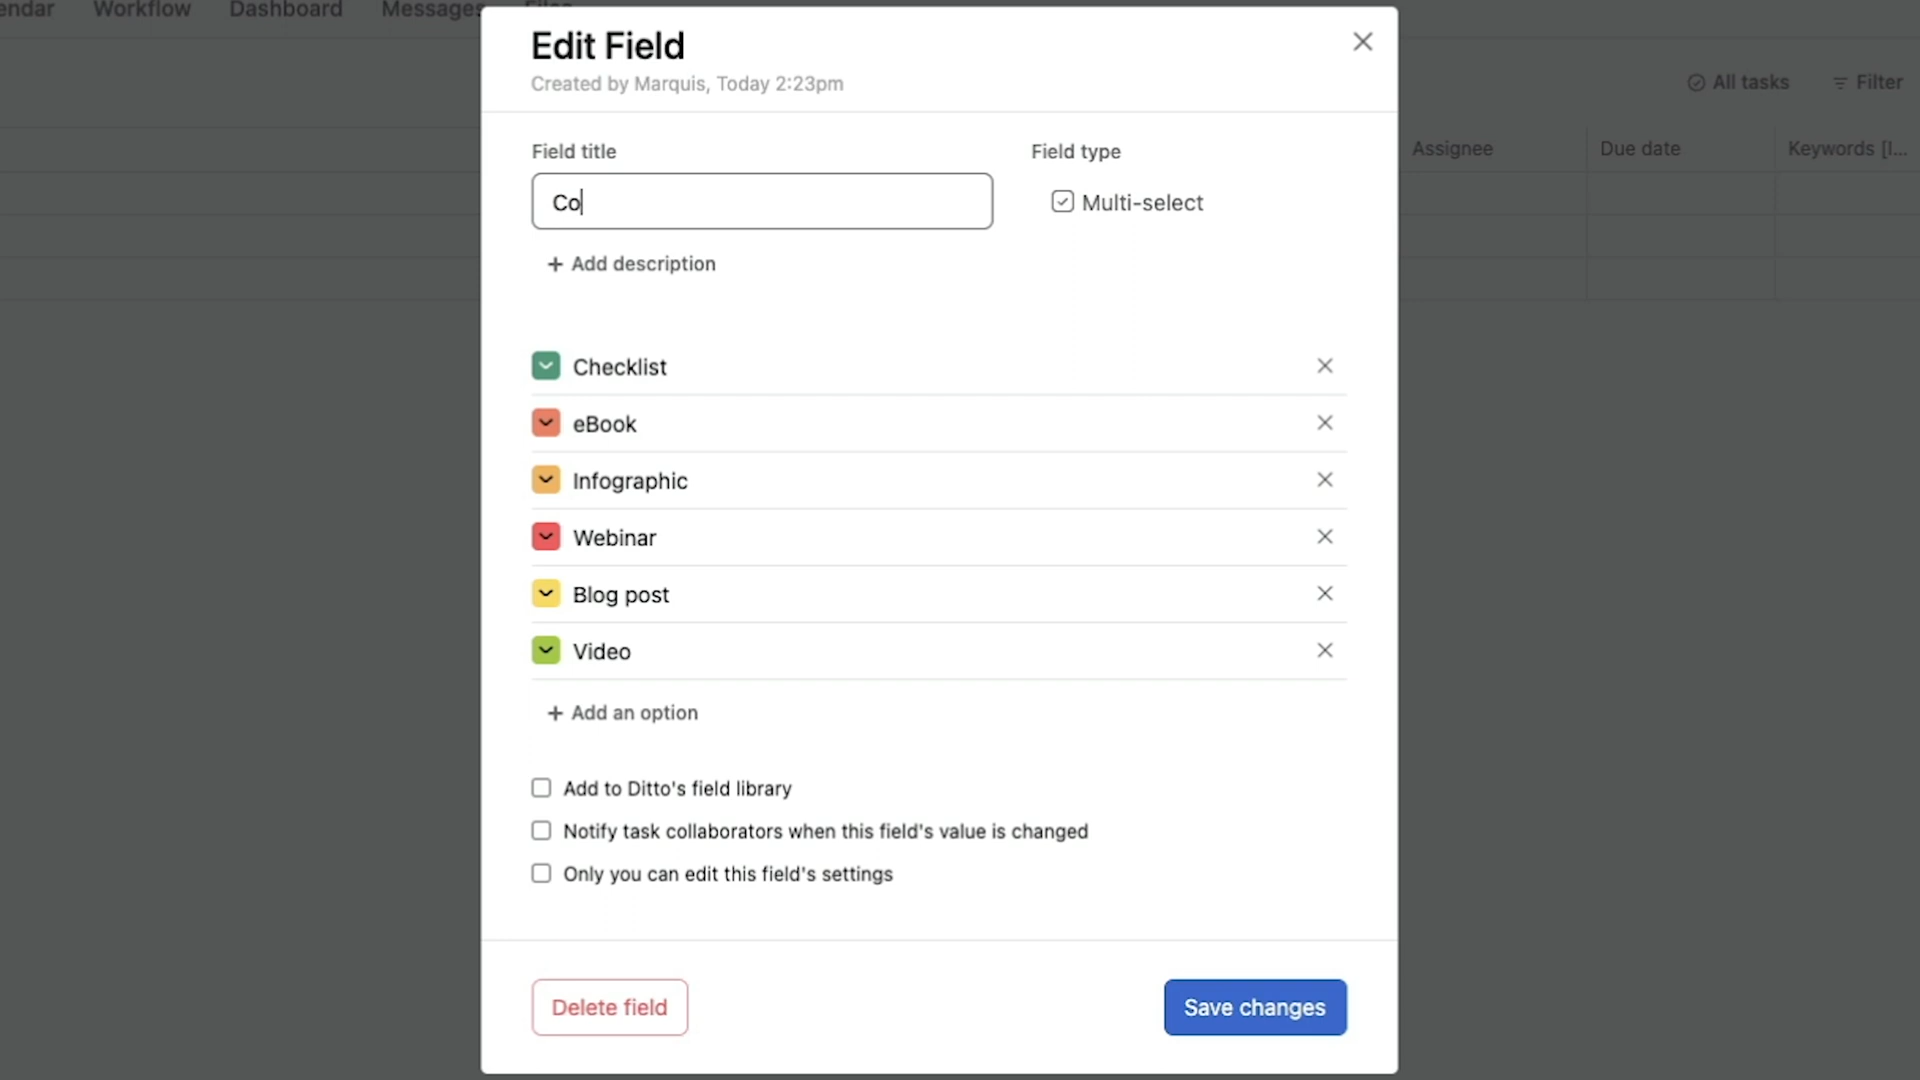 endar Workflow Dashboard Messages Files
Edit Field
Created by Marquis, Today 2:23pm
All tasks Filter
Field title
Field type
Assignee Due date Keywords [I...
Co
Multi-select
+ Add description
Checklist
eBook
Infographic
Webinar
Blog post
Video
+ Add an option
Add to Ditto's field library
Notify task collaborators when this field's value is changed
Only you can edit this field's settings
Delete field
Save changes